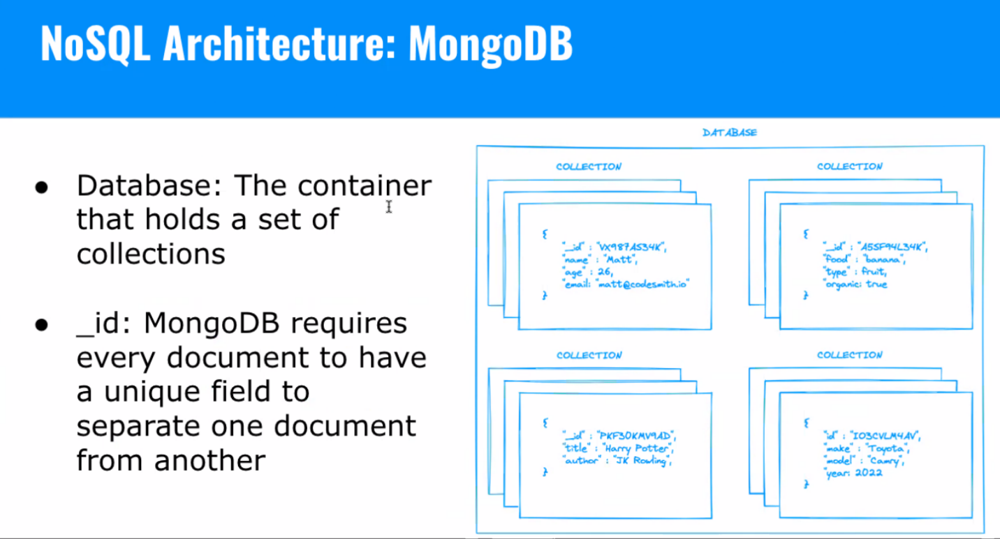 NoSQL Architecture: MongoDB
● Database: The container
that holds a set of
collections
● _id: MongoDB requires
every document to have
a unique field to
separate one document
from another
DATABASE
COLLECTION
{
"_id" : "VX987AS34K",
"name" : "Matt",
"age" : 26,
"email: "matt@codesmith.io"
}
COLLECTION
{
"_id" : "A5SF94L34K",
"food" : "banana",
"type" : fruit,
"organic: true
}
COLLECTION
{
"_id" : "PKF30KMV9AD",
"title" : "Harry Potter",
"author" : "JK Rowling",
}
COLLECTION
{
"id" : "IO3CVLM4AV",
"make" : "Toyota",
"model" : "Camry",
"year: 2022
}